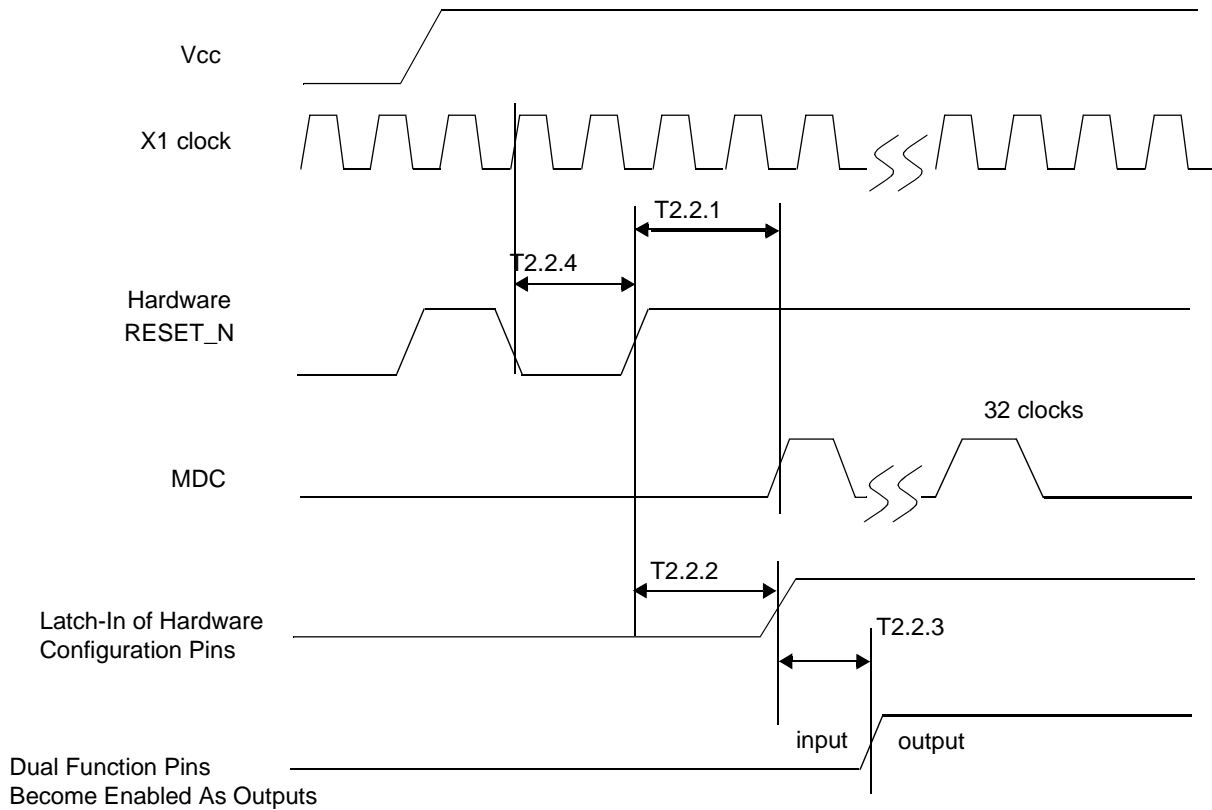 Vcc
X1 clock
T2.2.1
T2.2.4
Hardware
RESET_N
32 clocks
MDC
T2.2.2
Latch-In of Hardware
Configuration Pins
T2.2.3
input
output
Dual Function Pins
Become Enabled As Outputs